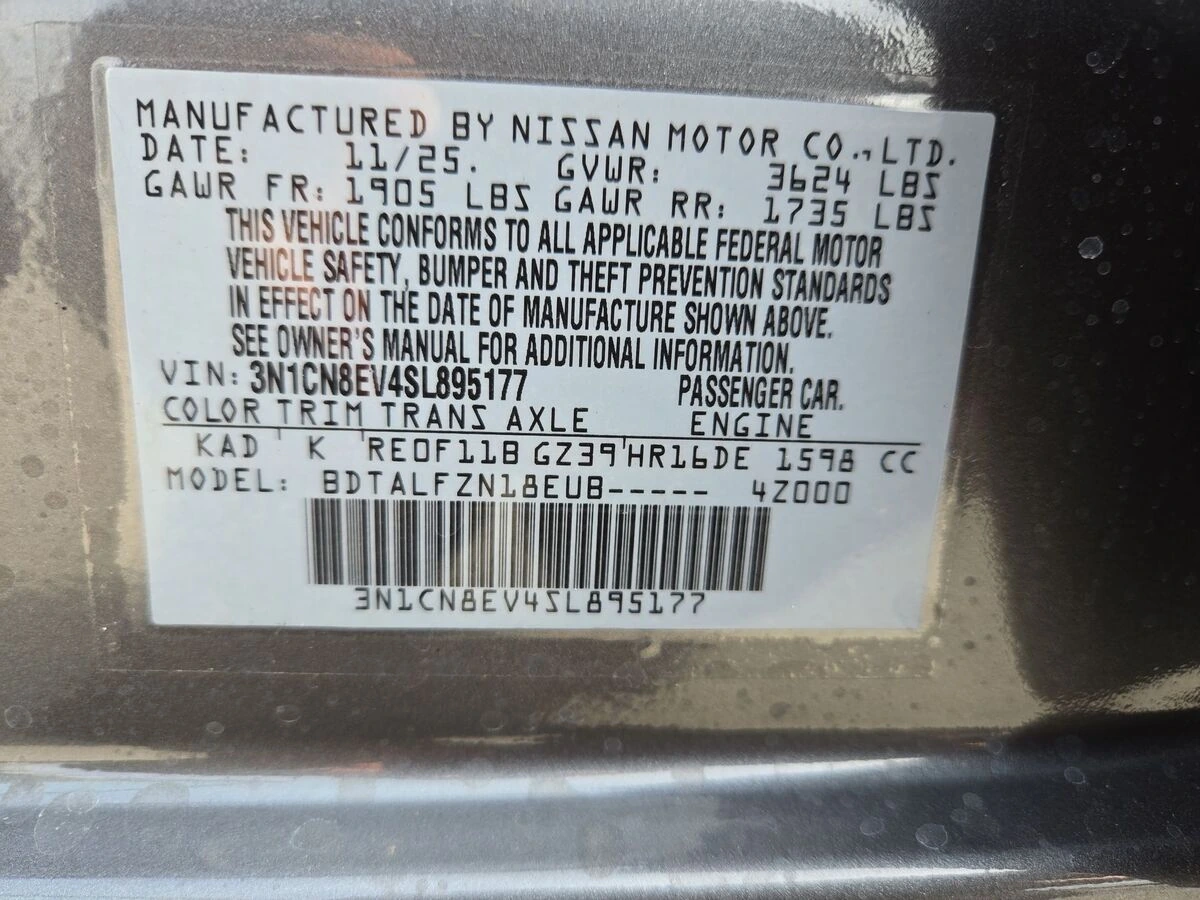 MANUFACTURED BY NISSAN MOTOR CO., LTD.
DATE: 11/25. GVWR: 3624 LBS
GAWR FR: 1905 LBS GAWR RR: 1735 LBS
THIS VEHICLE CONFORMS TO ALL APPLICABLE FEDERAL MOTOR
VEHICLE SAFETY, BUMPER AND THEFT PREVENTION STANDARDS
IN EFFECT ON THE DATE OF MANUFACTURE SHOWN ABOVE.
SEE OWNER'S MANUAL FOR ADDITIONAL INFORMATION.
VIN: 3N1CN8EV4SL895177 PASSENGER CAR.
COLOR TRIM TRANS AXLE ENGINE
KAD K RE0F11B GZ39 HR16DE 1598 CC
MODEL: BDTALFZN18EUB----- 4Z000
3N1CN8EV4SL895177